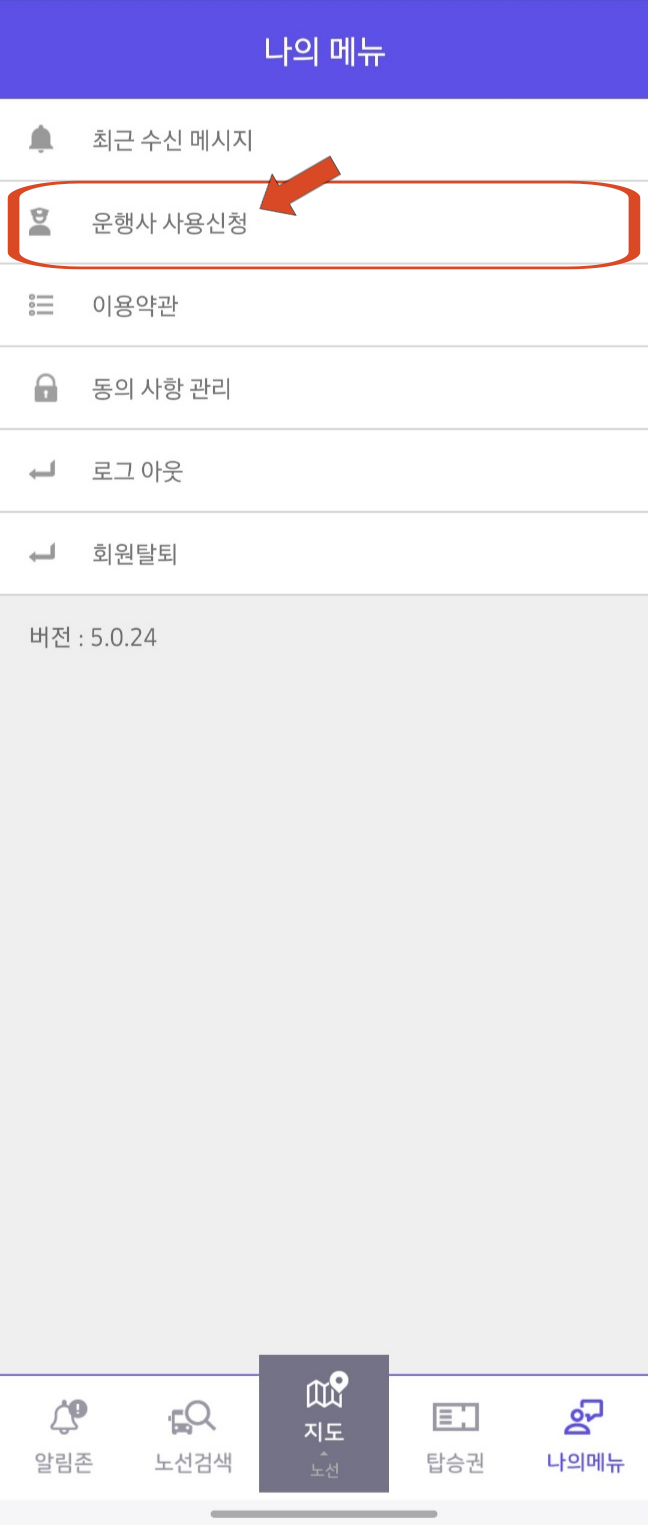 나의 메뉴
최근 수신 메시지
운행사 사용신청
이용약관
동의 사항 관리
로그 아웃
회원탈퇴
버전 : 5.0.24
알림존
노선검색
지도
노선
탑승권
나의메뉴